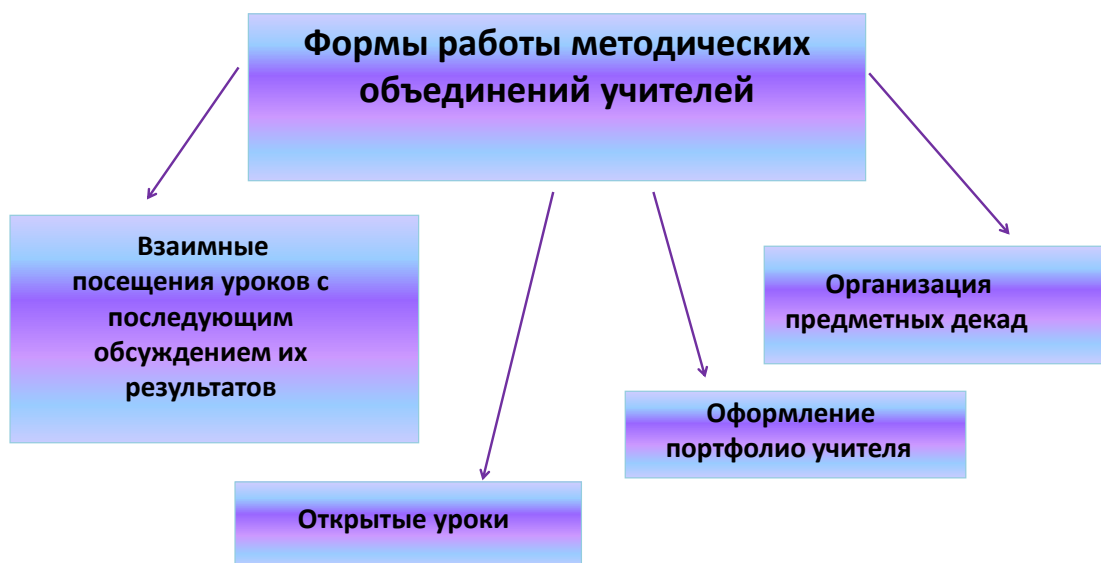 Формы работы методических
объединений учителей
Взаимные
посещения уроков с
последующим
обсуждением их
результатов
Организация
предметных декад
Оформление
портфолио учителя
Открытые уроки